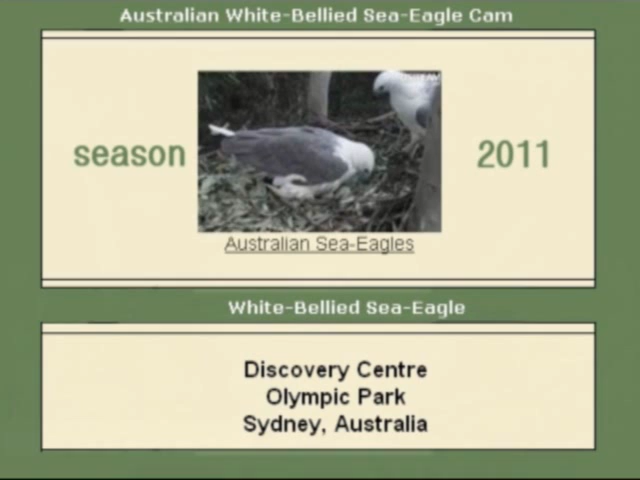 Australian White-Bellied Sea-Eagle Cam
season
2011
Australian Sea-Eagles
White-Bellied Sea-Eagle
Discovery Centre
Olympic Park
Sydney, Australia